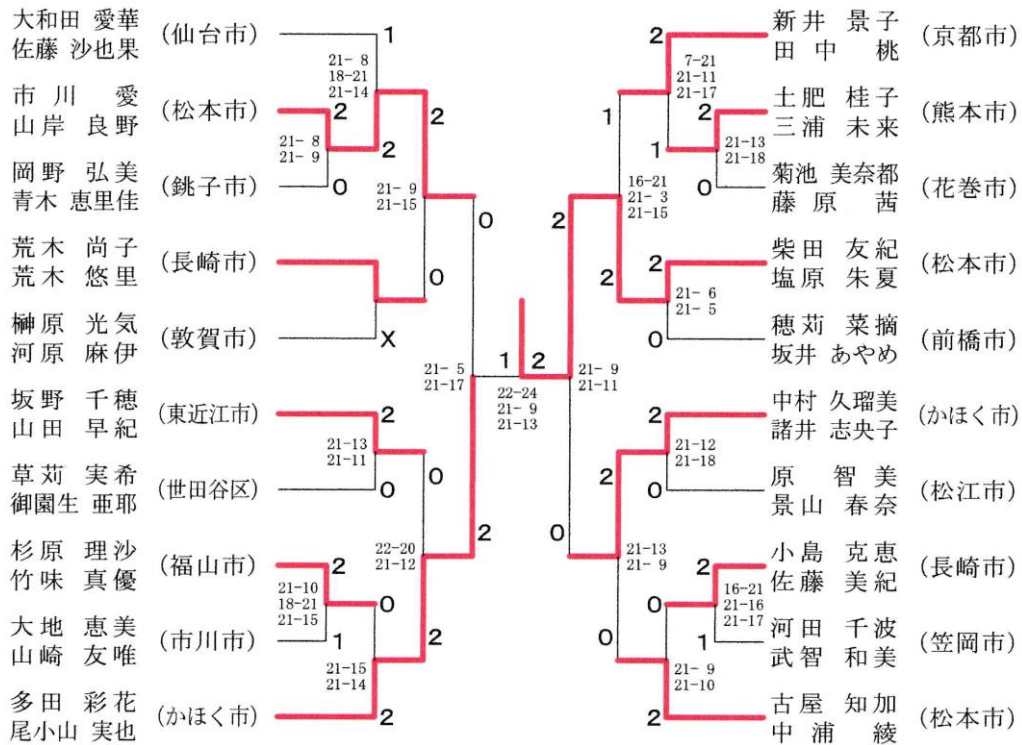 大和田 愛華
佐藤 沙也果
(仙台市)
1
21- 8
18-21
21-14
市川 愛
山岸 良野
(松本市)
2
2
21- 8
21- 9
2
岡野 弘美
青木 恵里佳
(銚子市)
0
21- 9
21-15
0
荒木 尚子
荒木 悠里
(長崎市)
0
榊原 光気
河原 麻伊
(敦賀市)
X
21- 5
21-17
坂野 千穂
山田 早紀
(東近江市)
2
21-13
21-11
0
草苅 実希
御園生 亜耶
(世田谷区)
0
2
杉原 理沙
竹味 真優
(福山市)
2
22-20
21-12
21-10
18-21
21-15
0
大地 恵美
山崎 友唯
(市川市)
1
2
21-15
21-14
多田 彩花
尾小山 実也
(かほく市)
2
1
2
22-24
21- 9
21-13
新井 景子
田中 桃
(京都市)
2
7-21
21-11
21-17
土肥 桂子
三浦 未来
(熊本市)
1
2
21-13
21-18
1
菊池 美奈都
藤原 茜
(花巻市)
0
16-21
21- 3
21-15
2
柴田 友紀
塩原 朱夏
(松本市)
2
2
21- 6
21- 5
穂苅 菜摘
坂井 あやめ
(前橋市)
0
21- 9
21-11
中村 久瑠美
諸井 志央子
(かほく市)
2
21-12
21-18
2
原 智美
景山 春奈
(松江市)
0
0
21-13
21- 9
小島 克恵
佐藤 美紀
(長崎市)
2
16-21
21-16
21-17
0
河田 千波
武智 和美
(笠岡市)
1
0
21- 9
21-10
古屋 知加
中浦 綾
(松本市)
2